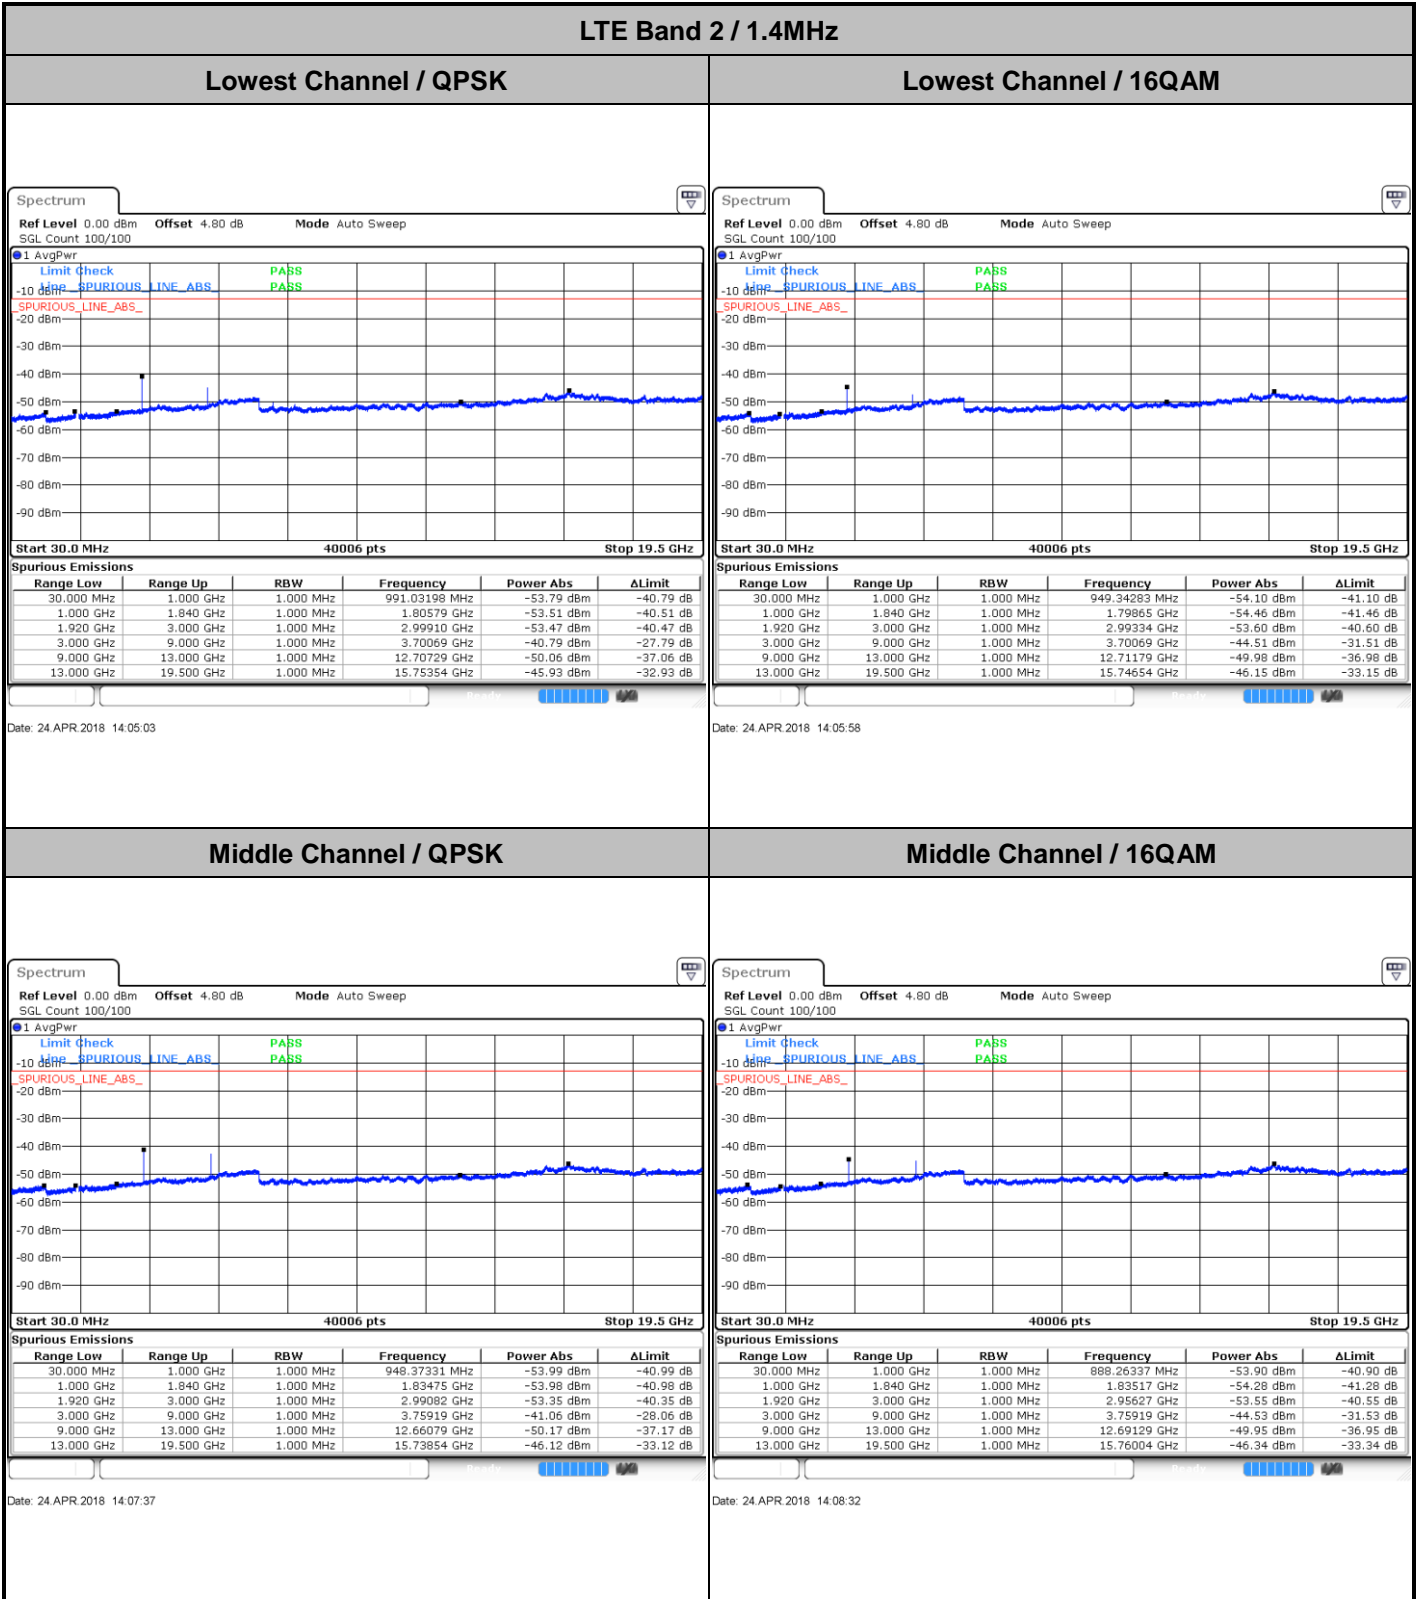 LTE Band 2 / 1.4MHz
Lowest Channel / QPSK
Lowest Channel / 16QAM
Spectrum
Ref Level 0.00 dBm Offset 4.80 dB Mode Auto Sweep
SGL Count 100/100
1 AvgPwr
Limit Check PASS
Line _SPURIOUS_LINE_ABS_ PASS
-10 dBm
_SPURIOUS_LINE_ABS_
-20 dBm
-30 dBm
-40 dBm
-50 dBm
-60 dBm
-70 dBm
-80 dBm
-90 dBm
Start 30.0 MHz 40006 pts Stop 19.5 GHz
Spurious Emissions
Range Low Range Up RBW Frequency Power Abs ΔLimit
30.000 MHz 1.000 GHz 1.000 MHz 991.03198 MHz -53.79 dBm -40.79 dB
1.000 GHz 1.840 GHz 1.000 MHz 1.80579 GHz -53.51 dBm -40.51 dB
1.920 GHz 3.000 GHz 1.000 MHz 2.99910 GHz -53.47 dBm -40.47 dB
3.000 GHz 9.000 GHz 1.000 MHz 3.70069 GHz -40.79 dBm -27.79 dB
9.000 GHz 13.000 GHz 1.000 MHz 12.70729 GHz -50.06 dBm -37.06 dB
13.000 GHz 19.500 GHz 1.000 MHz 15.75354 GHz -45.93 dBm -32.93 dB
Ready
Date: 24.APR.2018 14:05:03
Spectrum
Ref Level 0.00 dBm Offset 4.80 dB Mode Auto Sweep
SGL Count 100/100
1 AvgPwr
Limit Check PASS
Line _SPURIOUS_LINE_ABS_ PASS
-10 dBm
_SPURIOUS_LINE_ABS_
-20 dBm
-30 dBm
-40 dBm
-50 dBm
-60 dBm
-70 dBm
-80 dBm
-90 dBm
Start 30.0 MHz 40006 pts Stop 19.5 GHz
Spurious Emissions
Range Low Range Up RBW Frequency Power Abs ΔLimit
30.000 MHz 1.000 GHz 1.000 MHz 949.34283 MHz -54.10 dBm -41.10 dB
1.000 GHz 1.840 GHz 1.000 MHz 1.79865 GHz -54.46 dBm -41.46 dB
1.920 GHz 3.000 GHz 1.000 MHz 2.99334 GHz -53.60 dBm -40.60 dB
3.000 GHz 9.000 GHz 1.000 MHz 3.70069 GHz -44.51 dBm -31.51 dB
9.000 GHz 13.000 GHz 1.000 MHz 12.71179 GHz -49.98 dBm -36.98 dB
13.000 GHz 19.500 GHz 1.000 MHz 15.74654 GHz -46.15 dBm -33.15 dB
Ready
Date: 24.APR.2018 14:05:58
Middle Channel / QPSK
Middle Channel / 16QAM
Spectrum
Ref Level 0.00 dBm Offset 4.80 dB Mode Auto Sweep
SGL Count 100/100
1 AvgPwr
Limit Check PASS
Line _SPURIOUS_LINE_ABS_ PASS
-10 dBm
_SPURIOUS_LINE_ABS_
-20 dBm
-30 dBm
-40 dBm
-50 dBm
-60 dBm
-70 dBm
-80 dBm
-90 dBm
Start 30.0 MHz 40006 pts Stop 19.5 GHz
Spurious Emissions
Range Low Range Up RBW Frequency Power Abs ΔLimit
30.000 MHz 1.000 GHz 1.000 MHz 948.37331 MHz -53.99 dBm -40.99 dB
1.000 GHz 1.840 GHz 1.000 MHz 1.83475 GHz -53.98 dBm -40.98 dB
1.920 GHz 3.000 GHz 1.000 MHz 2.99082 GHz -53.35 dBm -40.35 dB
3.000 GHz 9.000 GHz 1.000 MHz 3.75919 GHz -41.06 dBm -28.06 dB
9.000 GHz 13.000 GHz 1.000 MHz 12.66079 GHz -50.17 dBm -37.17 dB
13.000 GHz 19.500 GHz 1.000 MHz 15.73854 GHz -46.12 dBm -33.12 dB
Ready
Date: 24.APR.2018 14:07:37
Spectrum
Ref Level 0.00 dBm Offset 4.80 dB Mode Auto Sweep
SGL Count 100/100
1 AvgPwr
Limit Check PASS
Line _SPURIOUS_LINE_ABS_ PASS
-10 dBm
_SPURIOUS_LINE_ABS_
-20 dBm
-30 dBm
-40 dBm
-50 dBm
-60 dBm
-70 dBm
-80 dBm
-90 dBm
Start 30.0 MHz 40006 pts Stop 19.5 GHz
Spurious Emissions
Range Low Range Up RBW Frequency Power Abs ΔLimit
30.000 MHz 1.000 GHz 1.000 MHz 888.26337 MHz -53.90 dBm -40.90 dB
1.000 GHz 1.840 GHz 1.000 MHz 1.83517 GHz -54.28 dBm -41.28 dB
1.920 GHz 3.000 GHz 1.000 MHz 2.95627 GHz -53.55 dBm -40.55 dB
3.000 GHz 9.000 GHz 1.000 MHz 3.75919 GHz -44.53 dBm -31.53 dB
9.000 GHz 13.000 GHz 1.000 MHz 12.69129 GHz -49.95 dBm -36.95 dB
13.000 GHz 19.500 GHz 1.000 MHz 15.76004 GHz -46.34 dBm -33.34 dB
Ready
Date: 24.APR.2018 14:08:32